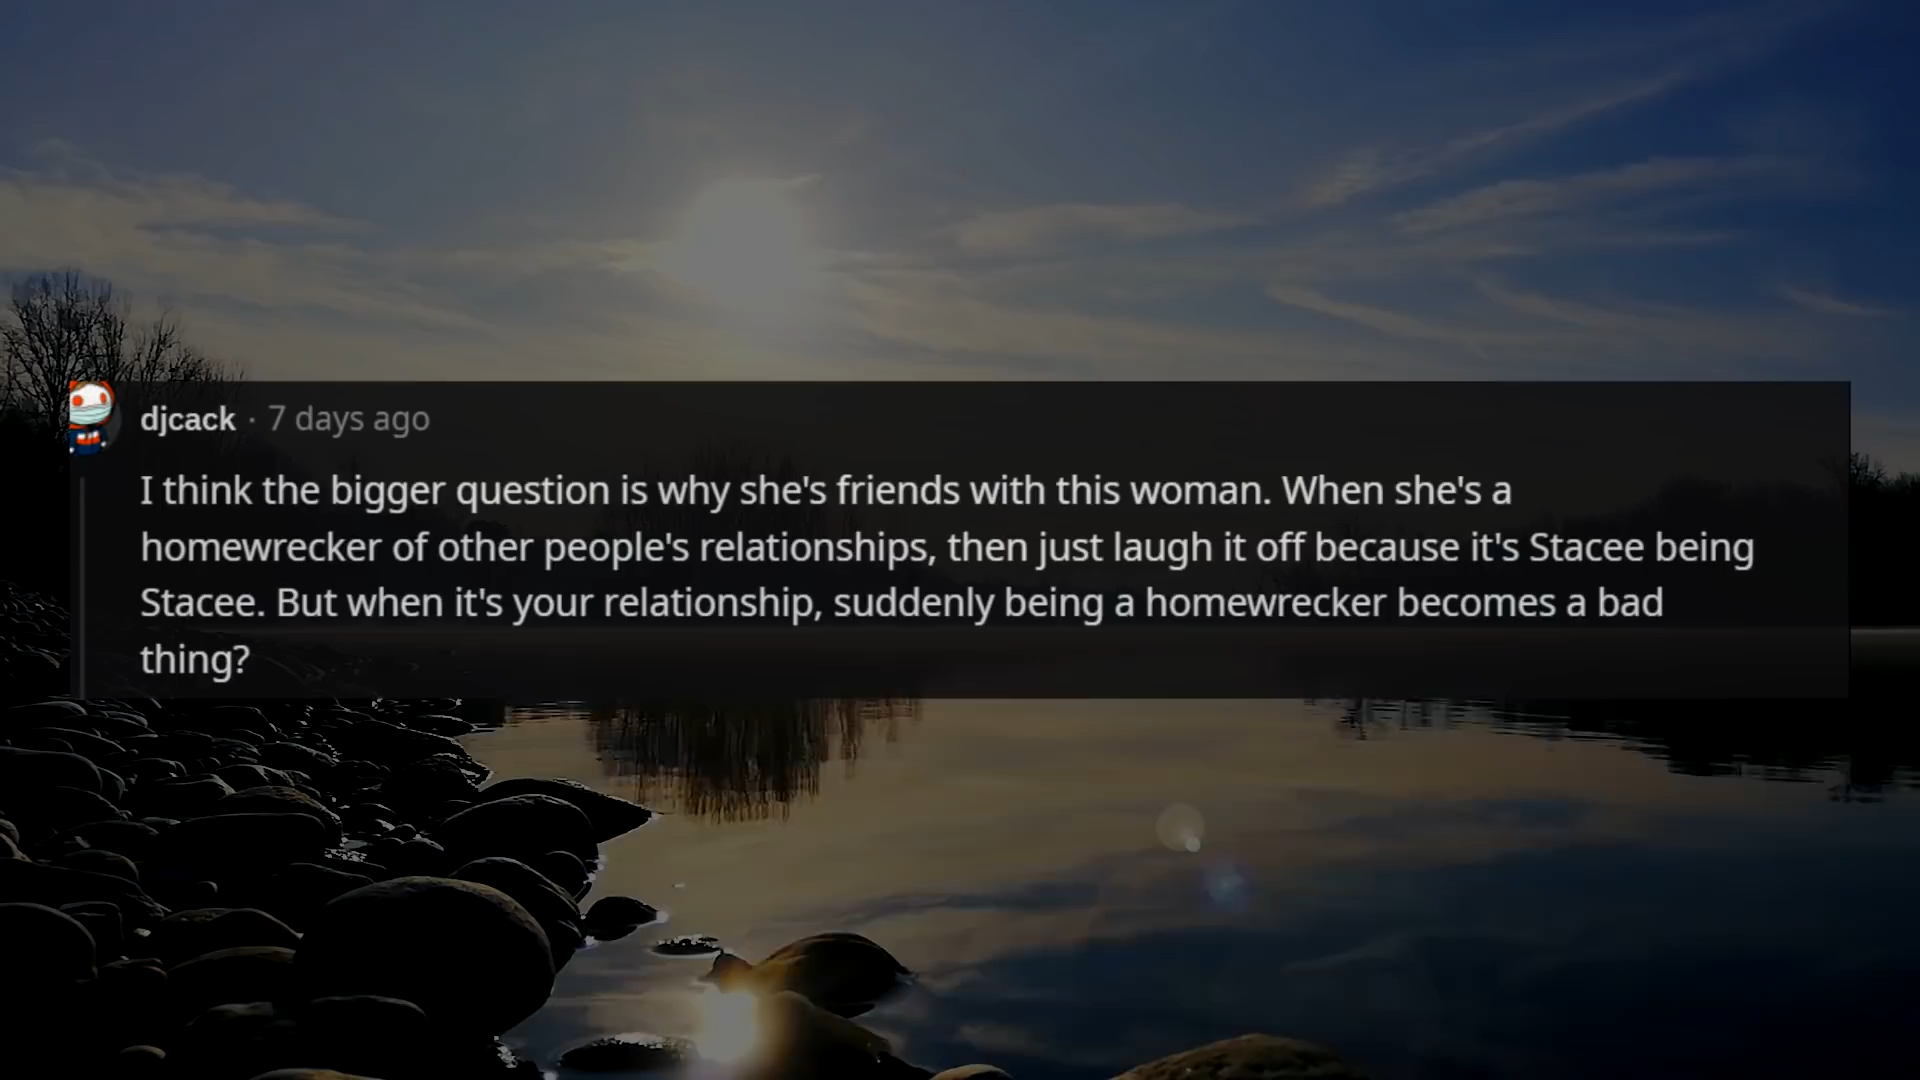 djcack · 7 days ago
I think the bigger question is why she's friends with this woman. When she's a
homewrecker of other people's relationships, then just laugh it off because it's Stacee being
Stacee. But when it's your relationship, suddenly being a homewrecker becomes a bad
thing?